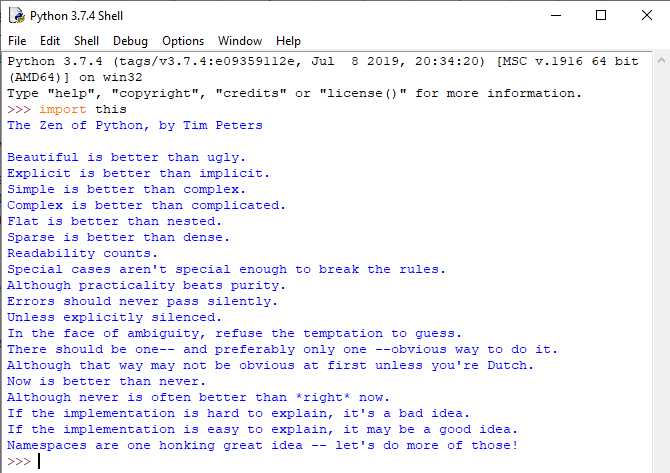 Python 3.7.4 Shell
File Edit Shell Debug Options Window Help
Python 3.7.4 (tags/v3.7.4:e09359112e, Jul  8 2019, 20:34:20) [MSC v.1916 64 bit
(AMD64)] on win32
Type "help", "copyright", "credits" or "license()" for more information.
>>> import this
The Zen of Python, by Tim Peters

Beautiful is better than ugly.
Explicit is better than implicit.
Simple is better than complex.
Complex is better than complicated.
Flat is better than nested.
Sparse is better than dense.
Readability counts.
Special cases aren't special enough to break the rules.
Although practicality beats purity.
Errors should never pass silently.
Unless explicitly silenced.
In the face of ambiguity, refuse the temptation to guess.
There should be one-- and preferably only one --obvious way to do it.
Although that way may not be obvious at first unless you're Dutch.
Now is better than never.
Although never is often better than *right* now.
If the implementation is hard to explain, it's a bad idea.
If the implementation is easy to explain, it may be a good idea.
Namespaces are one honking great idea -- let's do more of those!
>>>